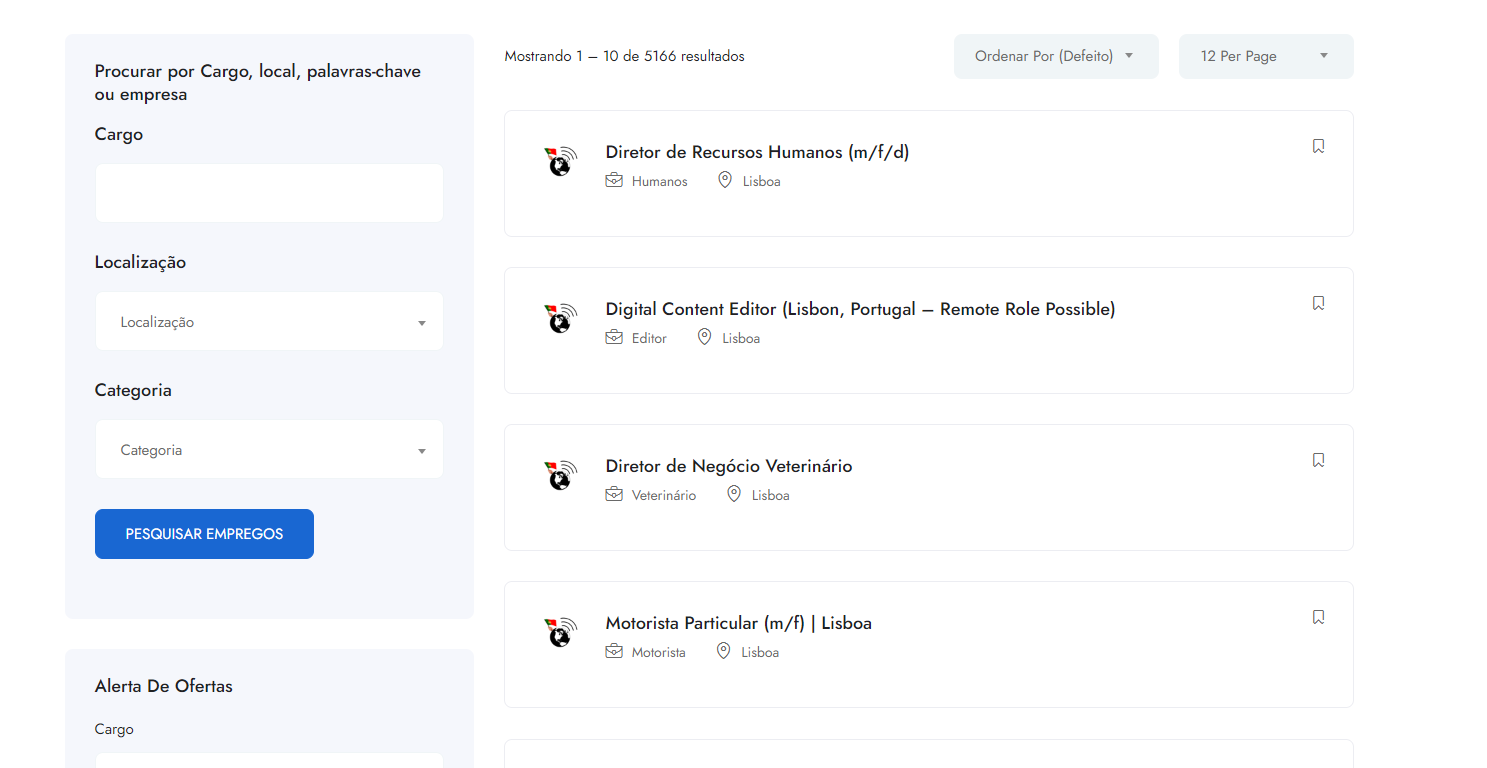 Procurar por Cargo, local, palavras-chave
ou empresa
Cargo
Localização
Localização
Categoria
Categoria
PESQUISAR EMPREGOS
Alerta De Ofertas
Cargo
Mostrando 1 – 10 de 5166 resultados
Ordenar Por (Defeito)
12 Per Page
Diretor de Recursos Humanos (m/f/d)
Humanos Lisboa
Digital Content Editor (Lisbon, Portugal – Remote Role Possible)
Editor Lisboa
Diretor de Negócio Veterinário
Veterinário Lisboa
Motorista Particular (m/f) | Lisboa
Motorista Lisboa